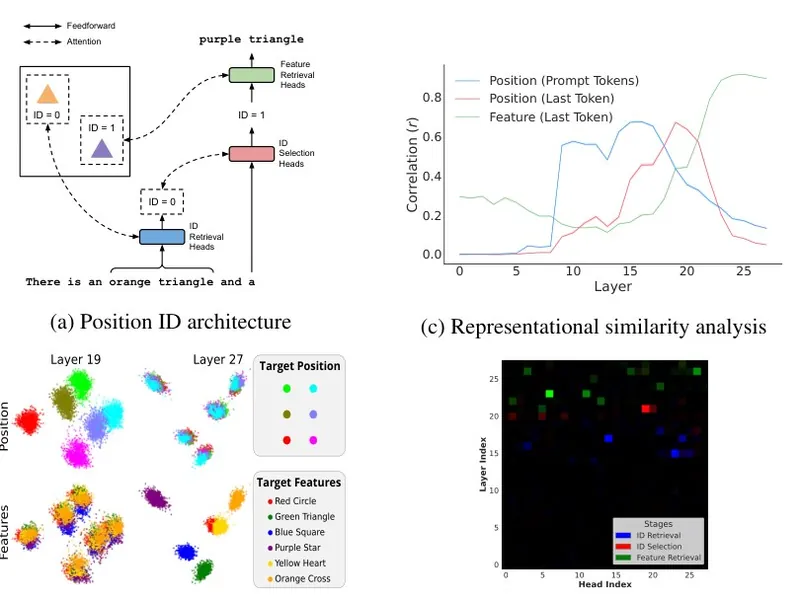 Feedforward
Attention
purple triangle
Feature
Retrieval
Heads
ID = 0
ID = 1
ID = 1
ID
Selection
Heads
ID = 0
ID
Retrieval
Heads
There is an orange triangle and a
(a) Position ID architecture
Position (Prompt Tokens)
Position (Last Token)
Feature (Last Token)
Correlation (r)
0.8
0.6
0.4
0.2
0.0
0 5 10 15 20 25
Layer
(c) Representational similarity analysis
Layer 19 Layer 27
Position
Features
Target Position
Target Features
Red Circle
Green Triangle
Blue Square
Purple Star
Yellow Heart
Orange Cross
Layer Index
25
20
15
10
5
0
Stages
ID Retrieval
ID Selection
Feature Retrieval
0 5 10 15 20 25
Head Index